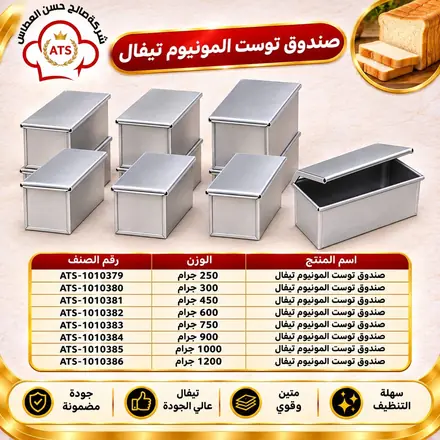 شركة صالح حسن العطاس
ATS
صندوق توست المونيوم تيفال
اسم المنتج الوزن رقم الصنف
صندوق توست المونيوم تيفال 250 جرام ATS-1010379
صندوق توست المونيوم تيفال 300 جرام ATS-1010380
صندوق توست المونيوم تيفال 450 جرام ATS-1010381
صندوق توست المونيوم تيفال 600 جرام ATS-1010382
صندوق توست المونيوم تيفال 750 جرام ATS-1010383
صندوق توست المونيوم تيفال 900 جرام ATS-1010384
صندوق توست المونيوم تيفال 1000 جرام ATS-1010385
صندوق توست المونيوم تيفال 1200 جرام ATS-1010386
سهلة التنظيف
متين وقوي
تيفال عالي الجودة
جودة مضمونة